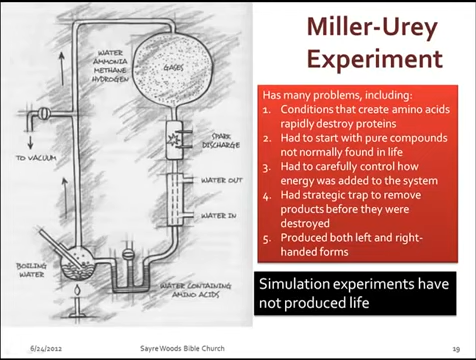 Miller-Urey
Experiment
WATER
AMMONIA
METHANE
HYDROGEN
GASES
SPARK
DISCHARGE
TO VACUUM
WATER OUT
WATER IN
BOILING
WATER
WATER CONTAINING
AMINO ACIDS
Has many problems, including:
1. Conditions that create amino acids
rapidly destroy proteins
2. Had to start with pure compounds
not normally found in life
3. Had to carefully control how
energy was added to the system
4. Had strategic trap to remove
products before they were
destroyed
5. Produced both left and right-
handed forms
Simulation experiments have
not produced life
6/24/2012
Sayre Woods Bible Church
19